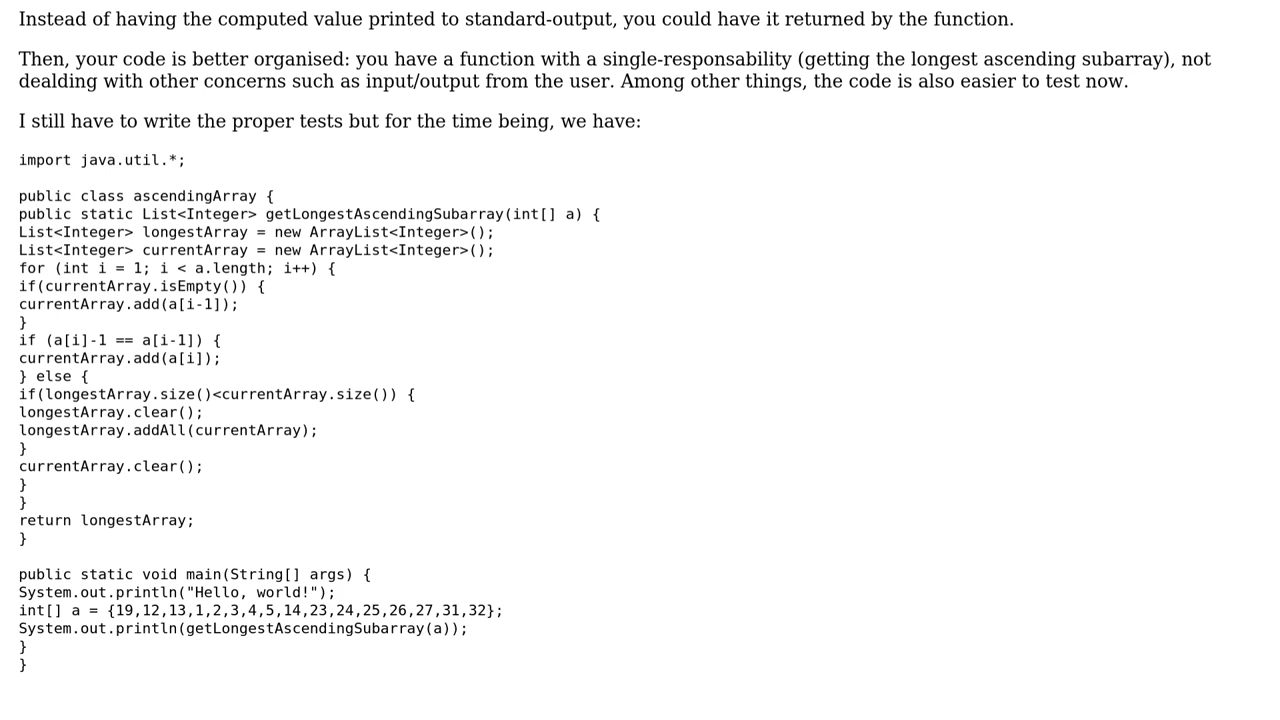 Instead of having the computed value printed to standard-output, you could have it returned by the function.
Then, your code is better organised: you have a function with a single-responsability (getting the longest ascending subarray), not
dealding with other concerns such as input/output from the user. Among other things, the code is also easier to test now.
I still have to write the proper tests but for the time being, we have:
import java.util.*;
public class ascendingArray {
public static List<Integer> getLongestAscendingSubarray(int[] a) {
List<Integer> longestArray = new ArrayList<Integer>();
List<Integer> currentArray = new ArrayList<Integer>();
for (int i = 1; i < a.length; i++) {
if(currentArray.isEmpty()) {
currentArray.add(a[i-1]);
}
if (a[i]-1 == a[i-1]) {
currentArray.add(a[i]);
} else {
if(longestArray.size()<currentArray.size()) {
longestArray.clear();
longestArray.addAll(currentArray);
}
currentArray.clear();
}
}
return longestArray;
}
public static void main(String[] args) {
System.out.println("Hello, world!");
int[] a = {19,12,13,1,2,3,4,5,14,23,24,25,26,27,31,32};
System.out.println(getLongestAscendingSubarray(a));
}
}